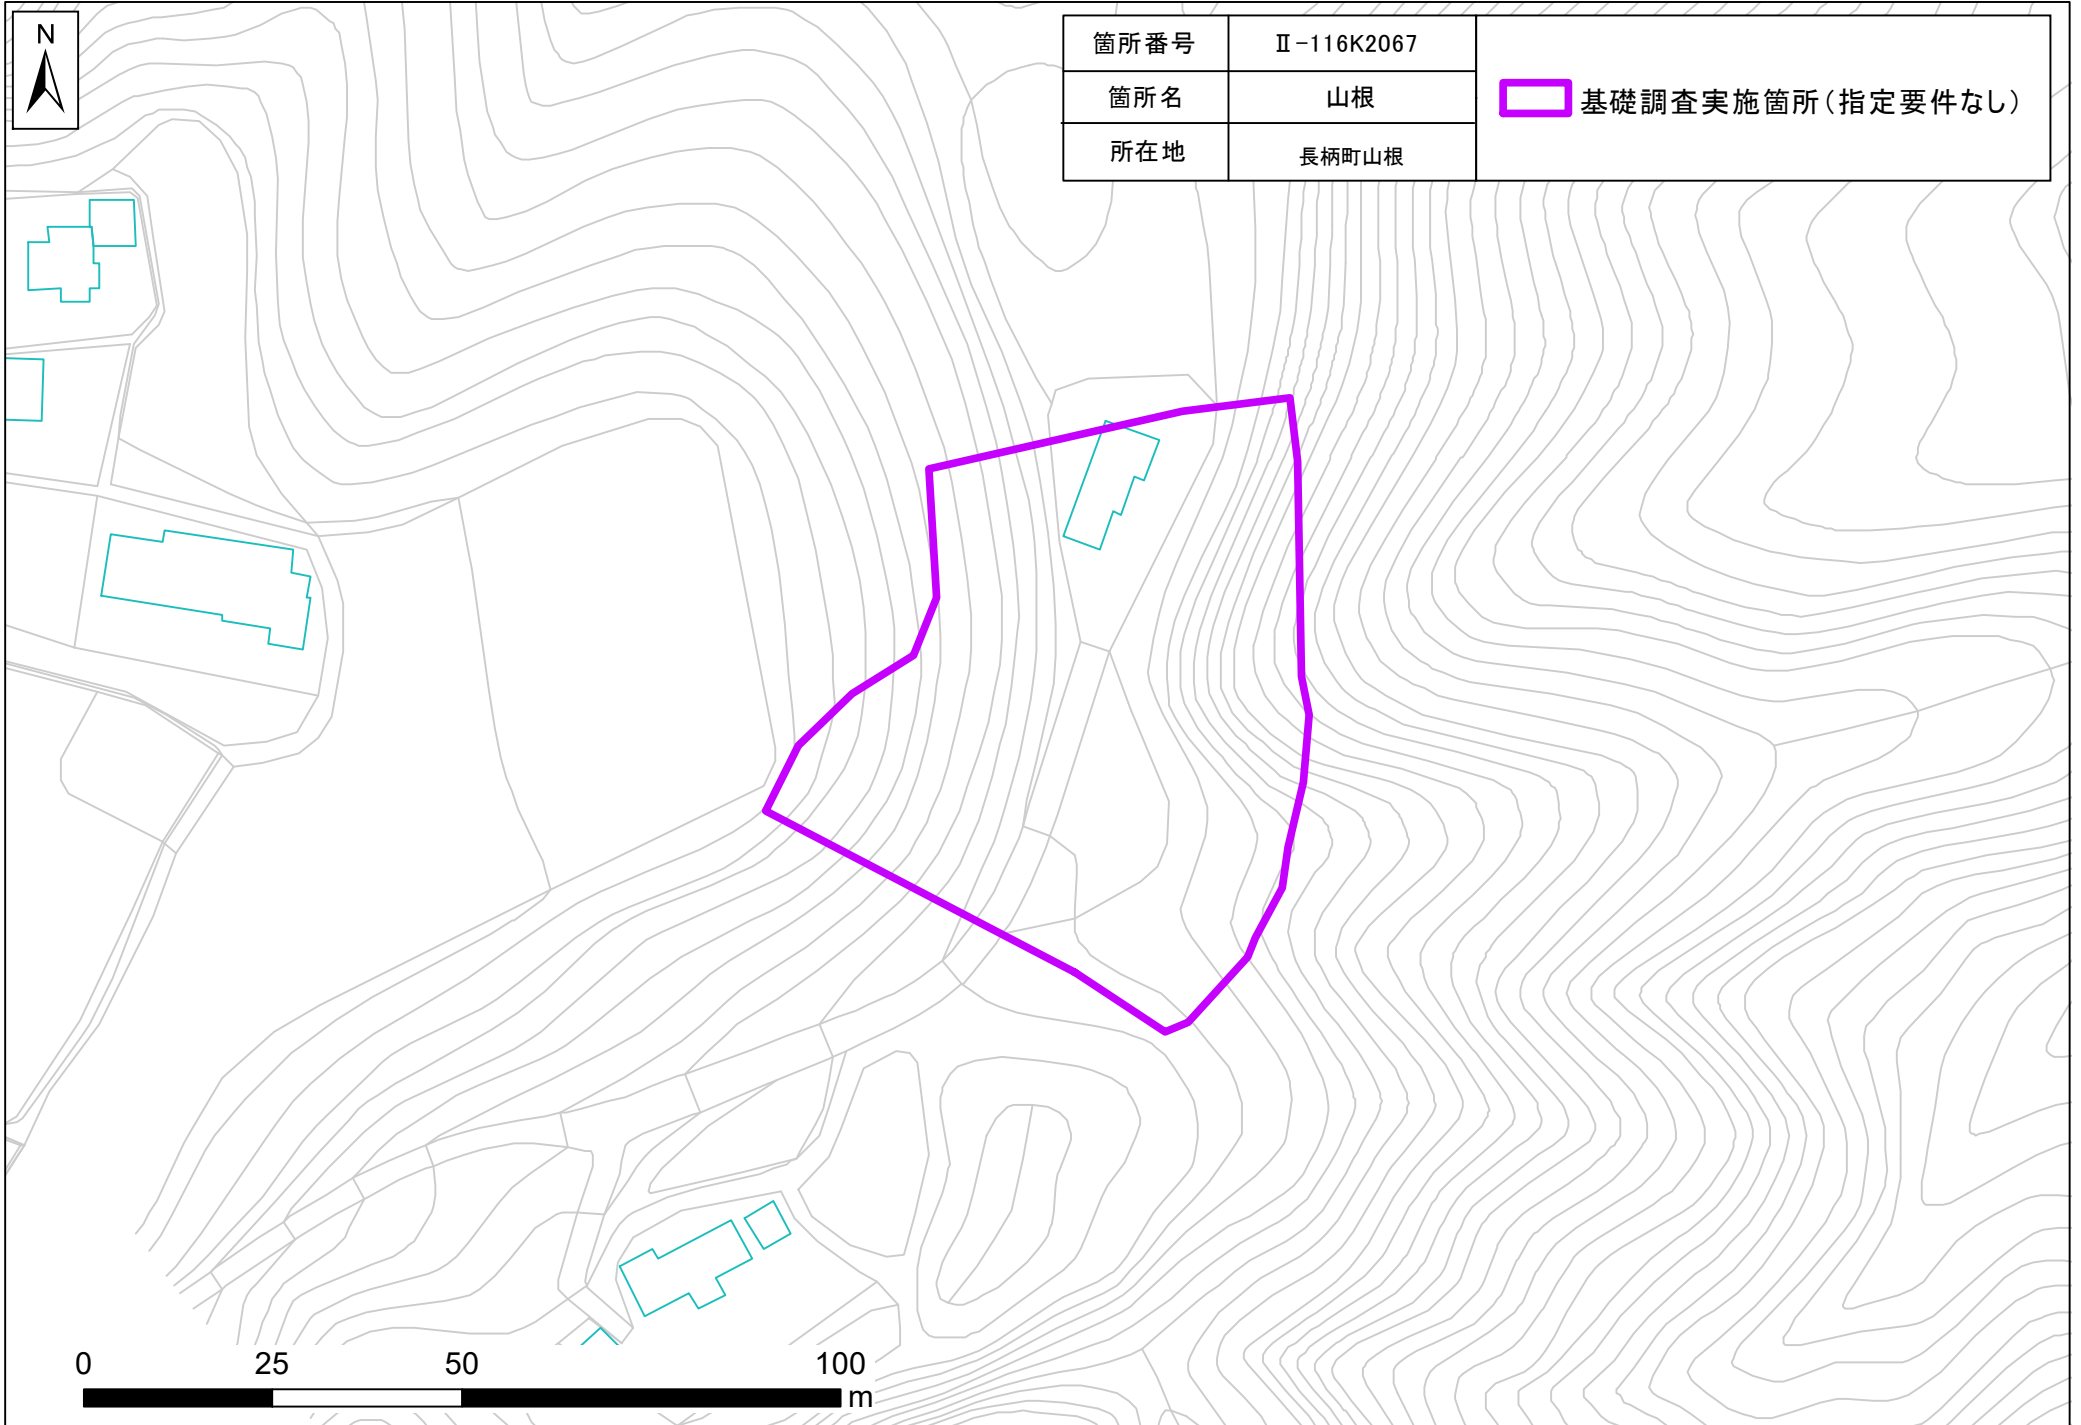 N
箇所番号 Ⅱ-116K2067
箇所名 山根
所在地 長柄町山根
基礎調査実施箇所(指定要件なし)
0 25 50 100
m